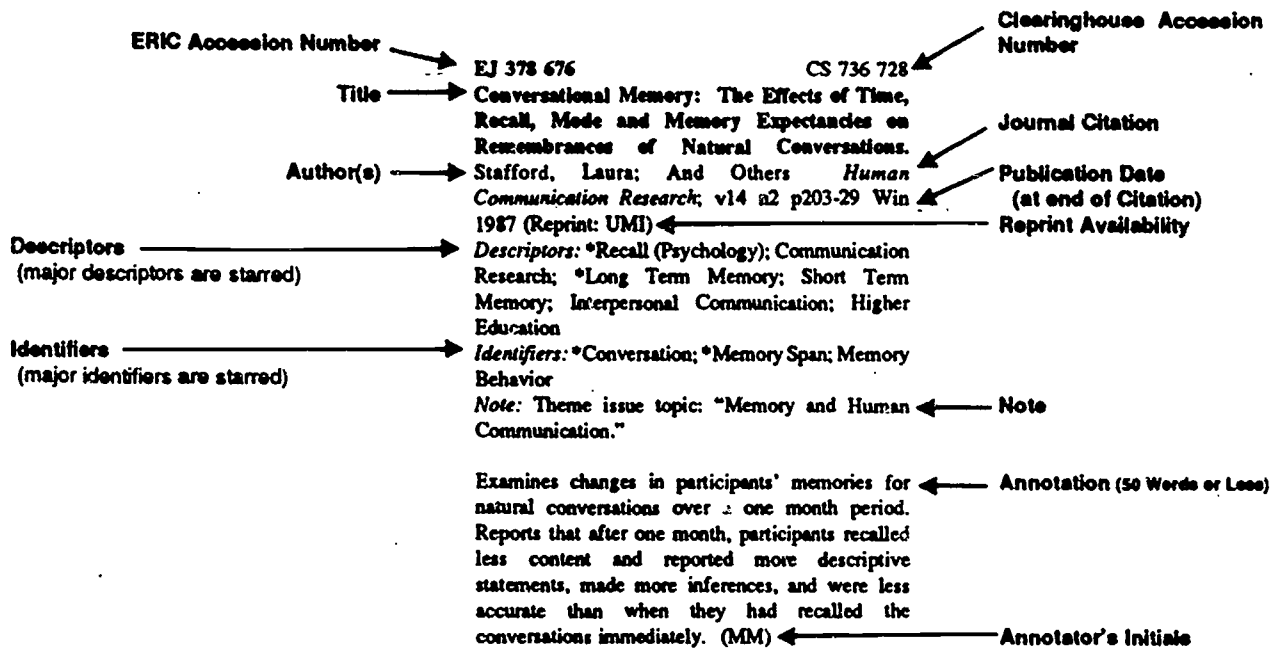 Clearinghouse Accession
Number
ERIC Accession Number
EJ 378 676 CS 736 728
Title
Conversational Memory: The Effects of Time,
Recall, Mode and Memory Expectancies on
Remembrances of Natural Conversations.
Journal Citation
Author(s)
Stafford, Laura; And Others Human
Communication Research; v14 n2 p203-29 Win
1987 (Reprint: UMI)
Publication Date
(at end of Citation)
Reprint Availability
Descriptors
(major descriptors are starred)
Descriptors: *Recall (Psychology); Communication
Research; *Long Term Memory; Short Term
Memory; Interpersonal Communication; Higher
Education
Identifiers
(major identifiers are starred)
Identifiers: *Conversation; *Memory Span; Memory
Behavior
Note: Theme issue topic: "Memory and Human
Communication."
Note
Examines changes in participants' memories for
natural conversations over a one month period.
Reports that after one month, participants recalled
less content and reported more descriptive
statements, made more inferences, and were less
accurate than when they had recalled the
conversations immediately. (MM)
Annotation (50 Words or Less)
Annotator's Initials